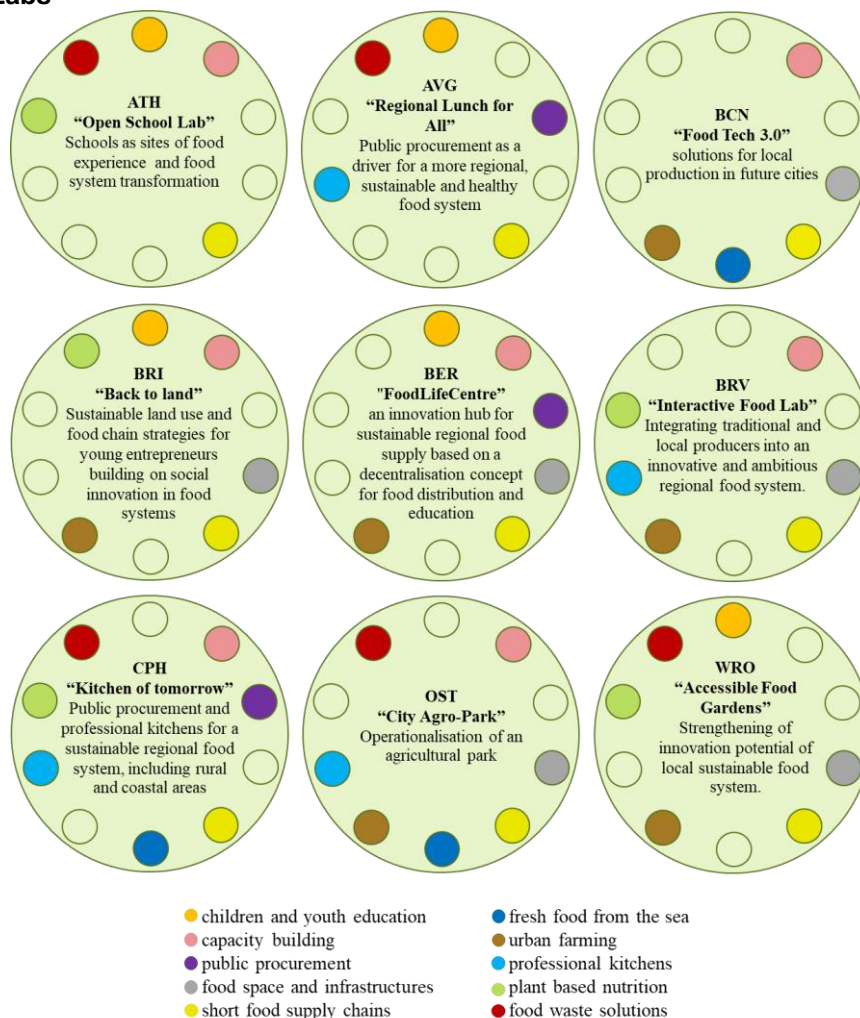 Labs
ATH
“Open School Lab”
Schools as sites of food
experience and food
system transformation
AVG
“Regional Lunch for
All”
Public procurement as a
driver for a more regional,
sustainable and healthy
food system
BCN
“Food Tech 3.0”
solutions for local
production in future cities
BRI
“Back to land”
Sustainable land use and
food chain strategies for
young entrepreneurs
building on social
innovation in food
systems
BER
"FoodLifeCentre”
an innovation hub for
sustainable regional food
supply based on a
decentralisation concept
for food distribution and
education
BRV
“Interactive Food Lab”
Integrating traditional and
local producers into an
innovative and ambitious
regional food system.
CPH
“Kitchen of tomorrow”
Public procurement and
professional kitchens for a
sustainable regional food
system, including rural
and coastal areas
OST
“City Agro-Park”
Operationalisation of an
agricultural park
WRO
“Accessible Food
Gardens”
Strengthening of
innovation potential of
local sustainable food
system.
children and youth education
capacity building
public procurement
food space and infrastructures
short food supply chains
fresh food from the sea
urban farming
professional kitchens
plant based nutrition
food waste solutions